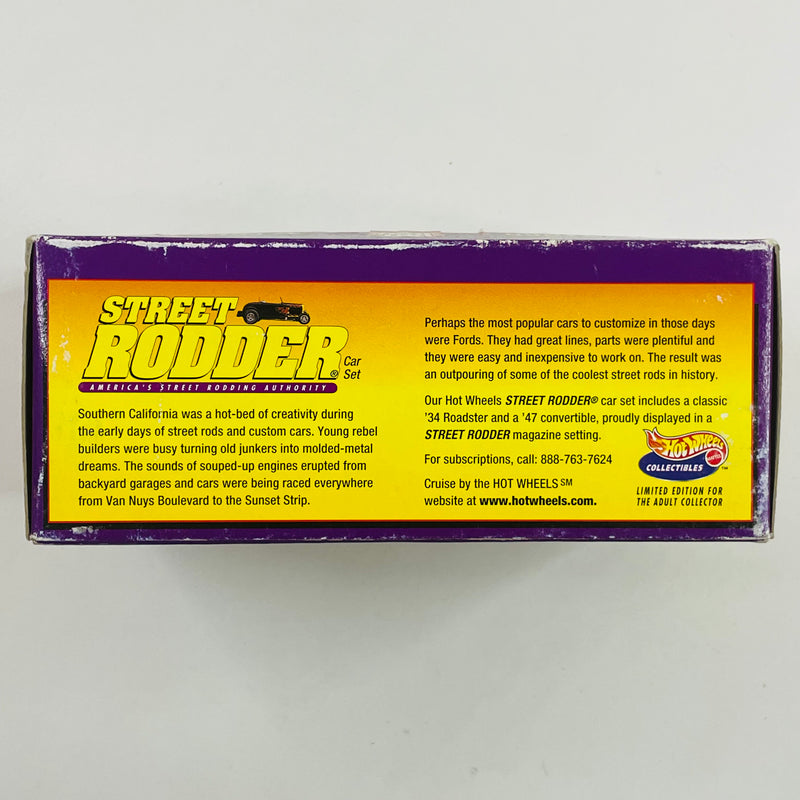 STREET
RODDER® Car
Set
AMERICA'S STREET RODDING AUTHORITY
Southern California was a hot-bed of creativity during
the early days of street rods and custom cars. Young rebel
builders were busy turning old junkers into molded-metal
dreams. The sounds of souped-up engines erupted from
backyard garages and cars were being raced everywhere
from Van Nuys Boulevard to the Sunset Strip.
Perhaps the most popular cars to customize in those days
were Fords. They had great lines, parts were plentiful and
they were easy and inexpensive to work on. The result was
an outpouring of some of the coolest street rods in history.
Our Hot Wheels STREET RODDER® car set includes a classic
'34 Roadster and a '47 convertible, proudly displayed in a
STREET RODDER magazine setting.
For subscriptions, call: 888-763-7624
Cruise by the HOT WHEELS℠
website at www.hotwheels.com.
Hot Wheels
MATTEL
COLLECTIBLES™
LIMITED EDITION FOR
THE ADULT COLLECTOR